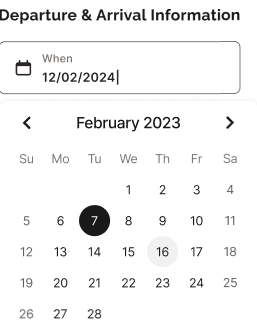 Departure & Arrival Information
When
12/02/2024
February 2023
Su Mo Tu We Th Fr Sa
1 2 3 4
5 6 7 8 9 10 11
12 13 14 15 16 17 18
19 20 21 22 23 24 25
26 27 28